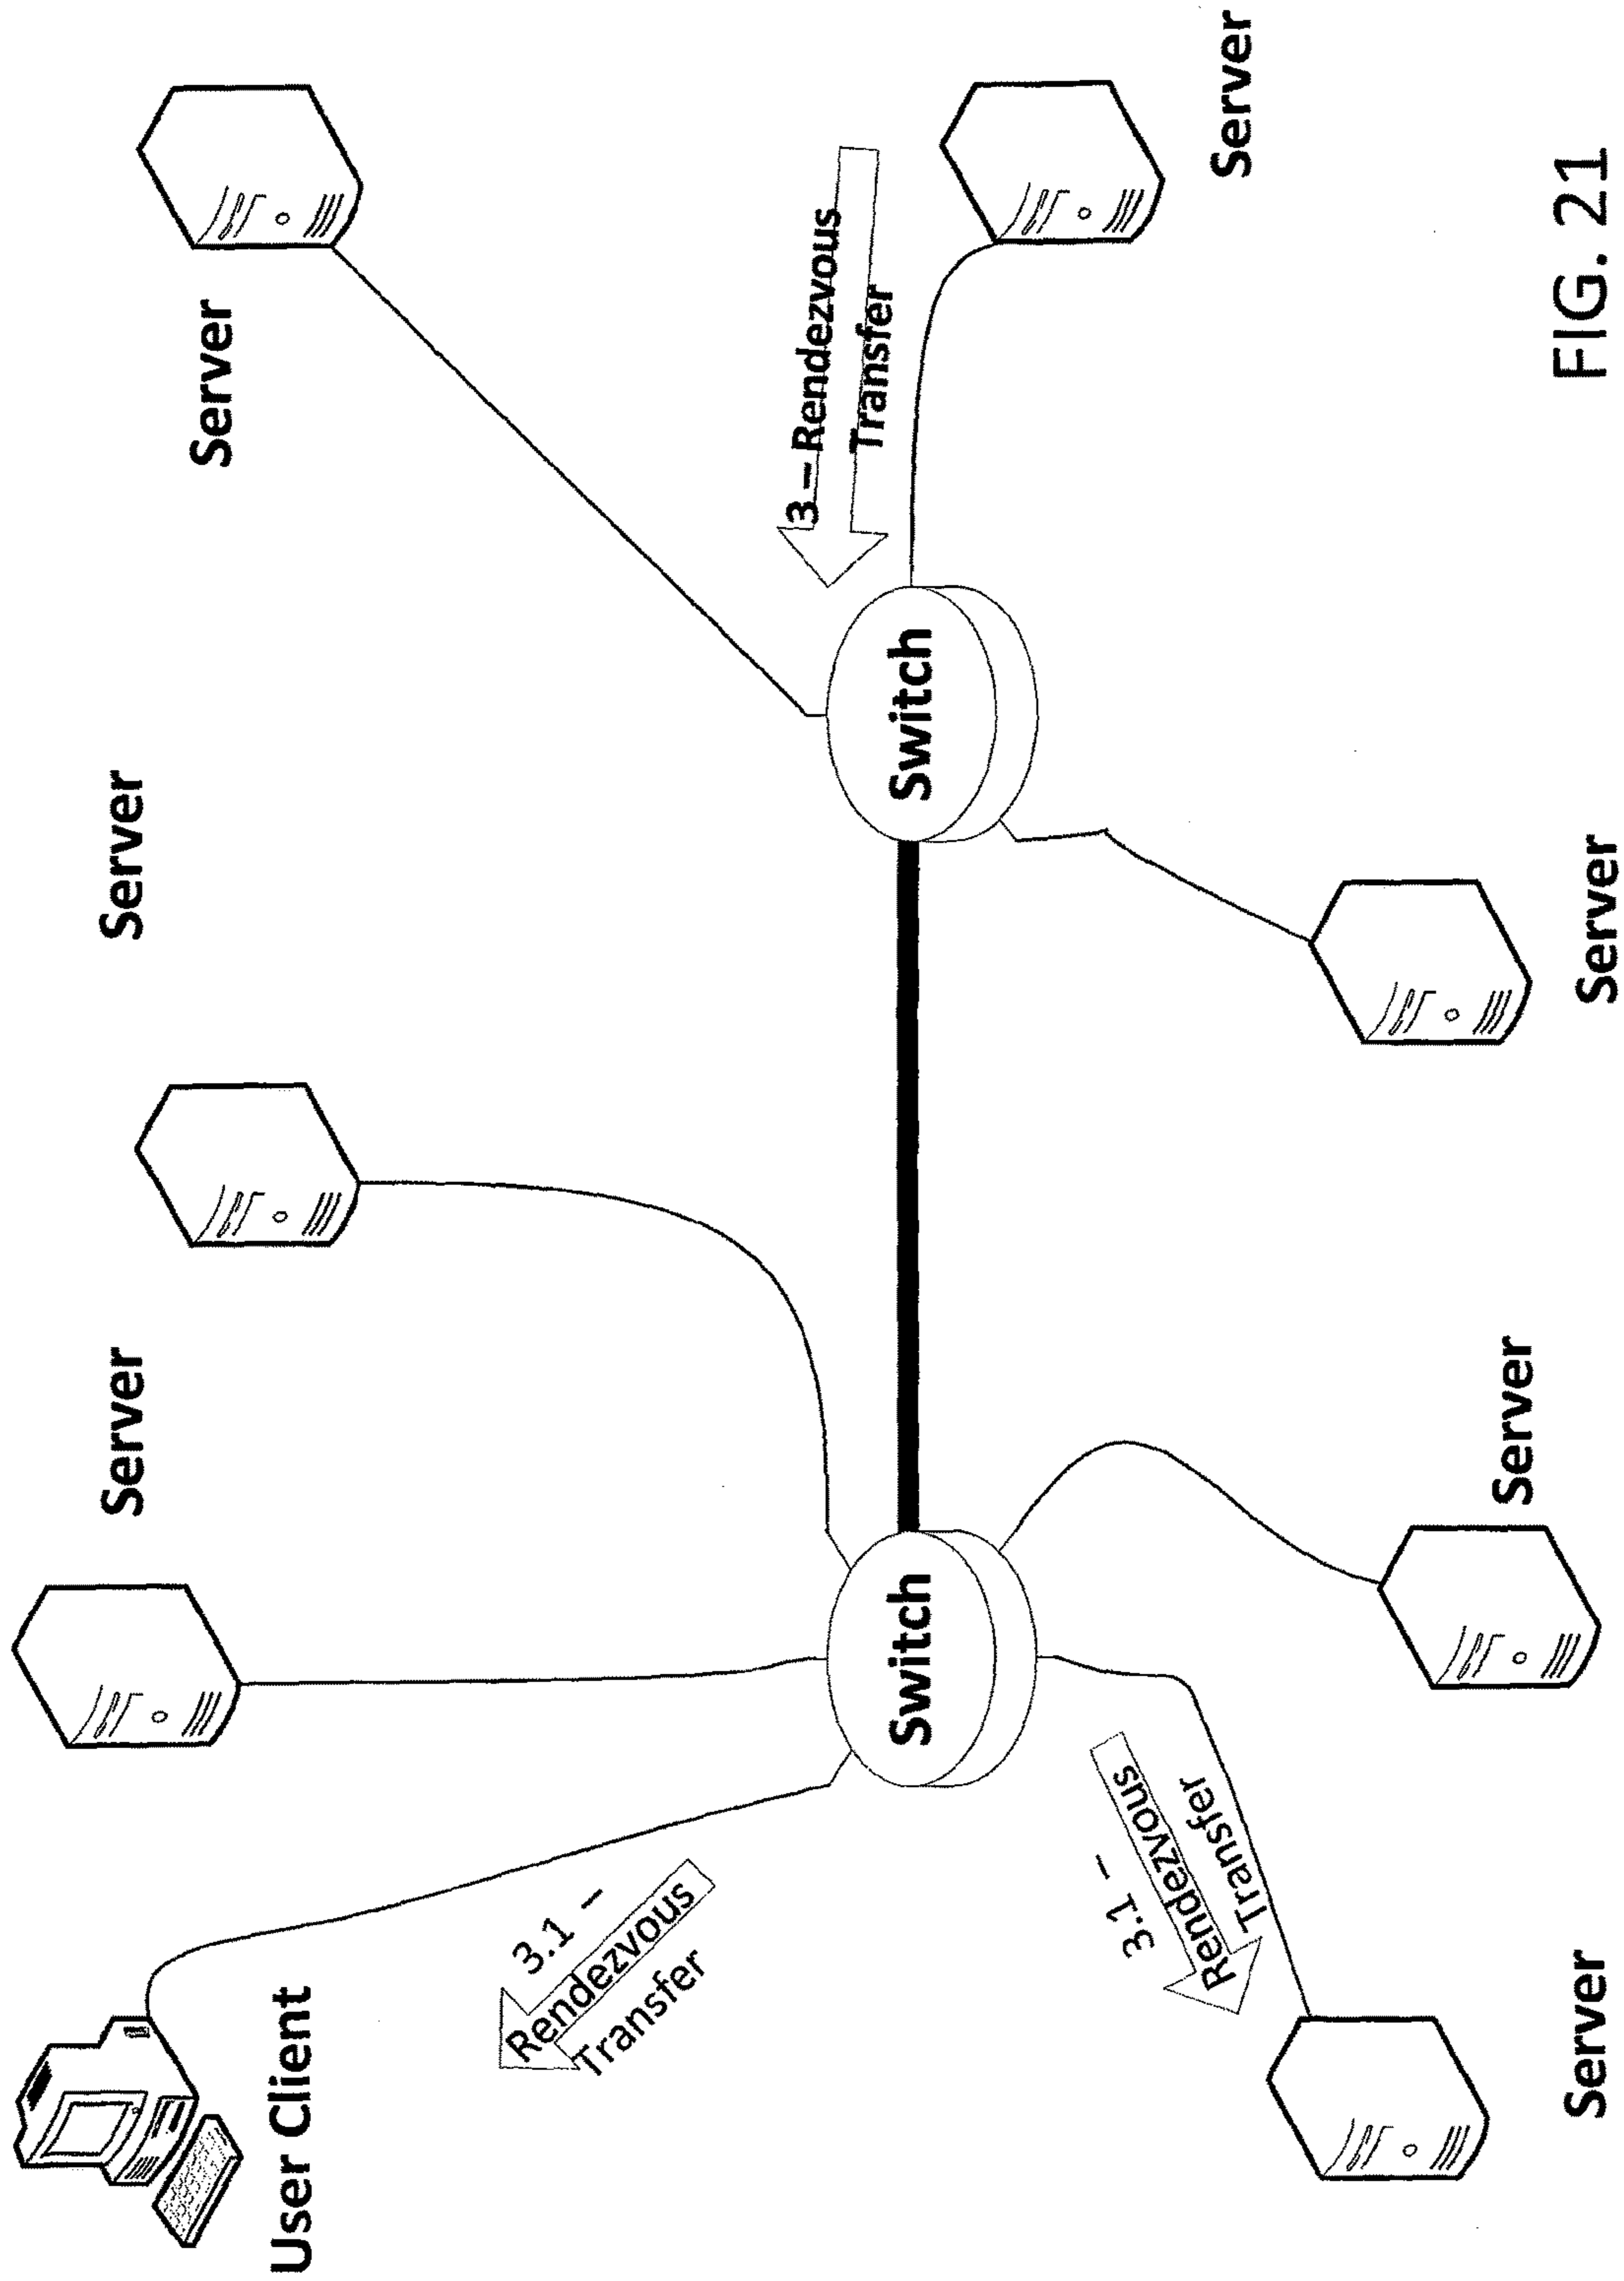 Server
Server
Server
User Client
3.1 –
Rendezvous
Transfer
3 – Rendezvous
Transfer
Switch
Switch
3.1 –
Rendezvous
Transfer
Server
Server
Server
Server
FIG. 21